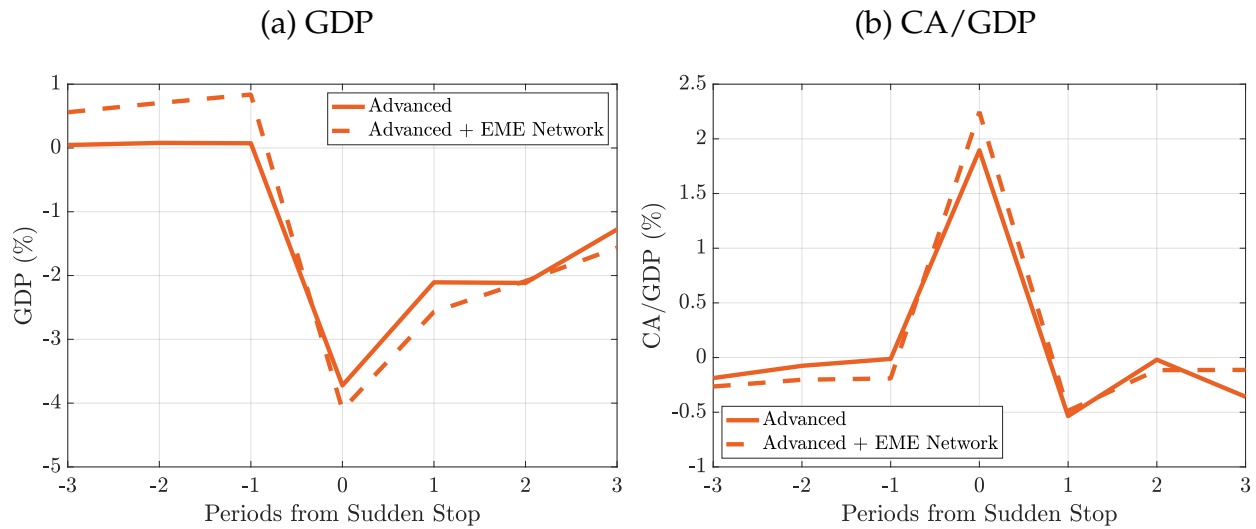 (a) GDP
1
0
-1
-2
-3
-4
-5
GDP (%)
Advanced
Advanced + EME Network
-3 -2 -1 0 1 2 3
Periods from Sudden Stop
(b) CA/GDP
2.5
2
1.5
1
0.5
0
-0.5
-1
CA/GDP (%)
Advanced
Advanced + EME Network
-3 -2 -1 0 1 2 3
Periods from Sudden Stop